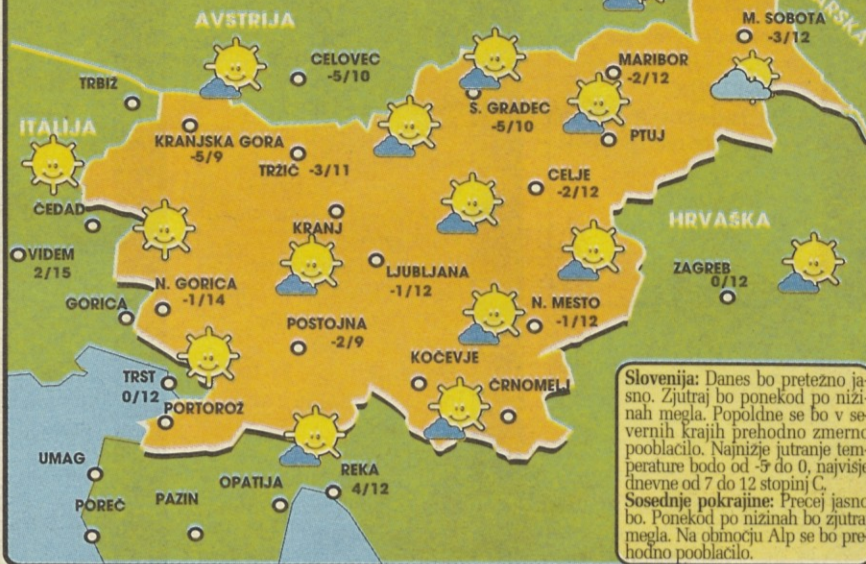 AVSTRIJA
M. SOBOTA
-3/12
CELOVEC
-5/10
MARIBOR
-2/12
TRBIŽ
S. GRADEC
-5/10
ITALIJA
KRANJSKA GORA
-5/9
PTUJ
TRŽIČ -3/11
CELJE
-2/12
ČEDAD
KRANJ
HRVAŠKA
VIDEM
2/15
LJUBLJANA
-1/12
ZAGREB
0/12
N. GORICA
-1/14
GORICA
N. MESTO
-1/12
POSTOJNA
-2/9
KOČEVJE
TRST
0/12
ČRNOMELJ
PORTOROŽ
UMAG
REKA
4/12
OPATIJA
PAZIN
POREČ
Slovenija: Danes bo pretežno ja-
sno. Zjutraj bo ponekod po niži-
nah megla. Popoldne se bo v se-
vernih krajih prehodno zmerno
pooblačilo. Najnižje jutranje tem-
perature bodo od -5 do 0, najvišje
dnevne od 7 do 12 stopinj C.
Sosednje pokrajine: Precej jasno
bo. Ponekod po nižinah bo zjutra
megla. Na območju Alp se bo pre-
hodno pooblačilo.